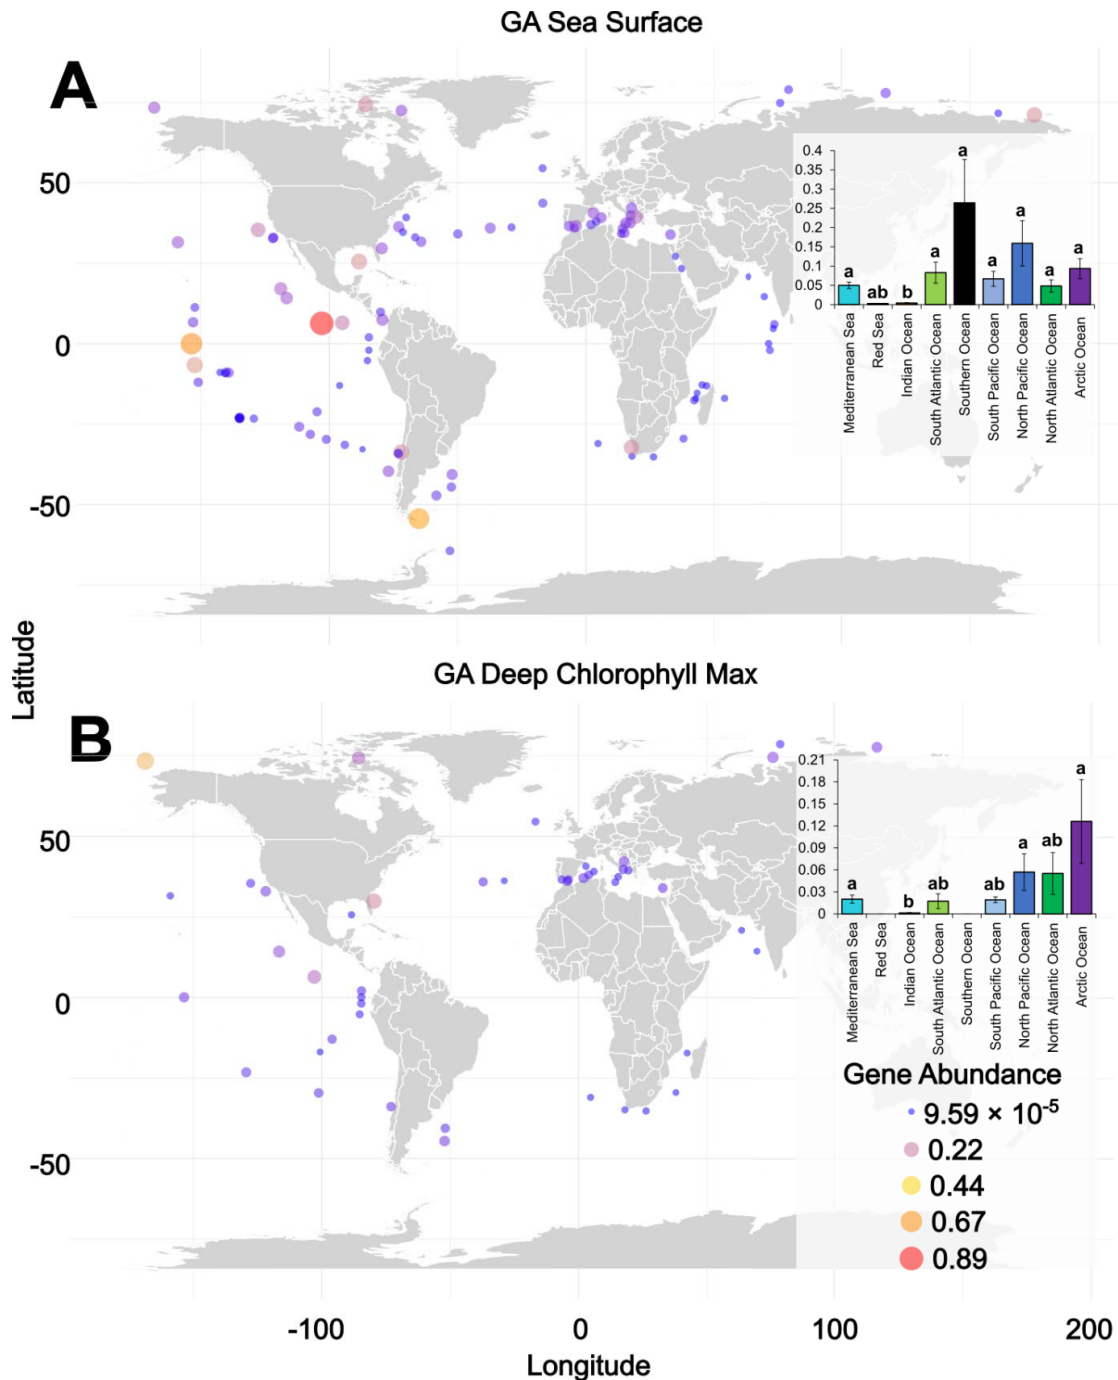 GA Sea Surface
A
50
0
-50
0.4
0.35
0.3
0.25
0.2
0.15
0.1
0.05
0
a
ab
b
a
a
a
a
a
a
Mediterranean Sea
Red Sea
Indian Ocean
South Atlantic Ocean
Southern Ocean
South Pacific Ocean
North Pacific Ocean
North Atlantic Ocean
Arctic Ocean
Latitude
GA Deep Chlorophyll Max
B
50
0
-50
0.21
0.18
0.15
0.12
0.09
0.06
0.03
0
a
b
ab
ab
a
ab
a
Mediterranean Sea
Red Sea
Indian Ocean
South Atlantic Ocean
Southern Ocean
South Pacific Ocean
North Pacific Ocean
North Atlantic Ocean
Arctic Ocean
Gene Abundance
9.59 × 10⁻⁵
0.22
0.44
0.67
0.89
-100
0
100
200
Longitude